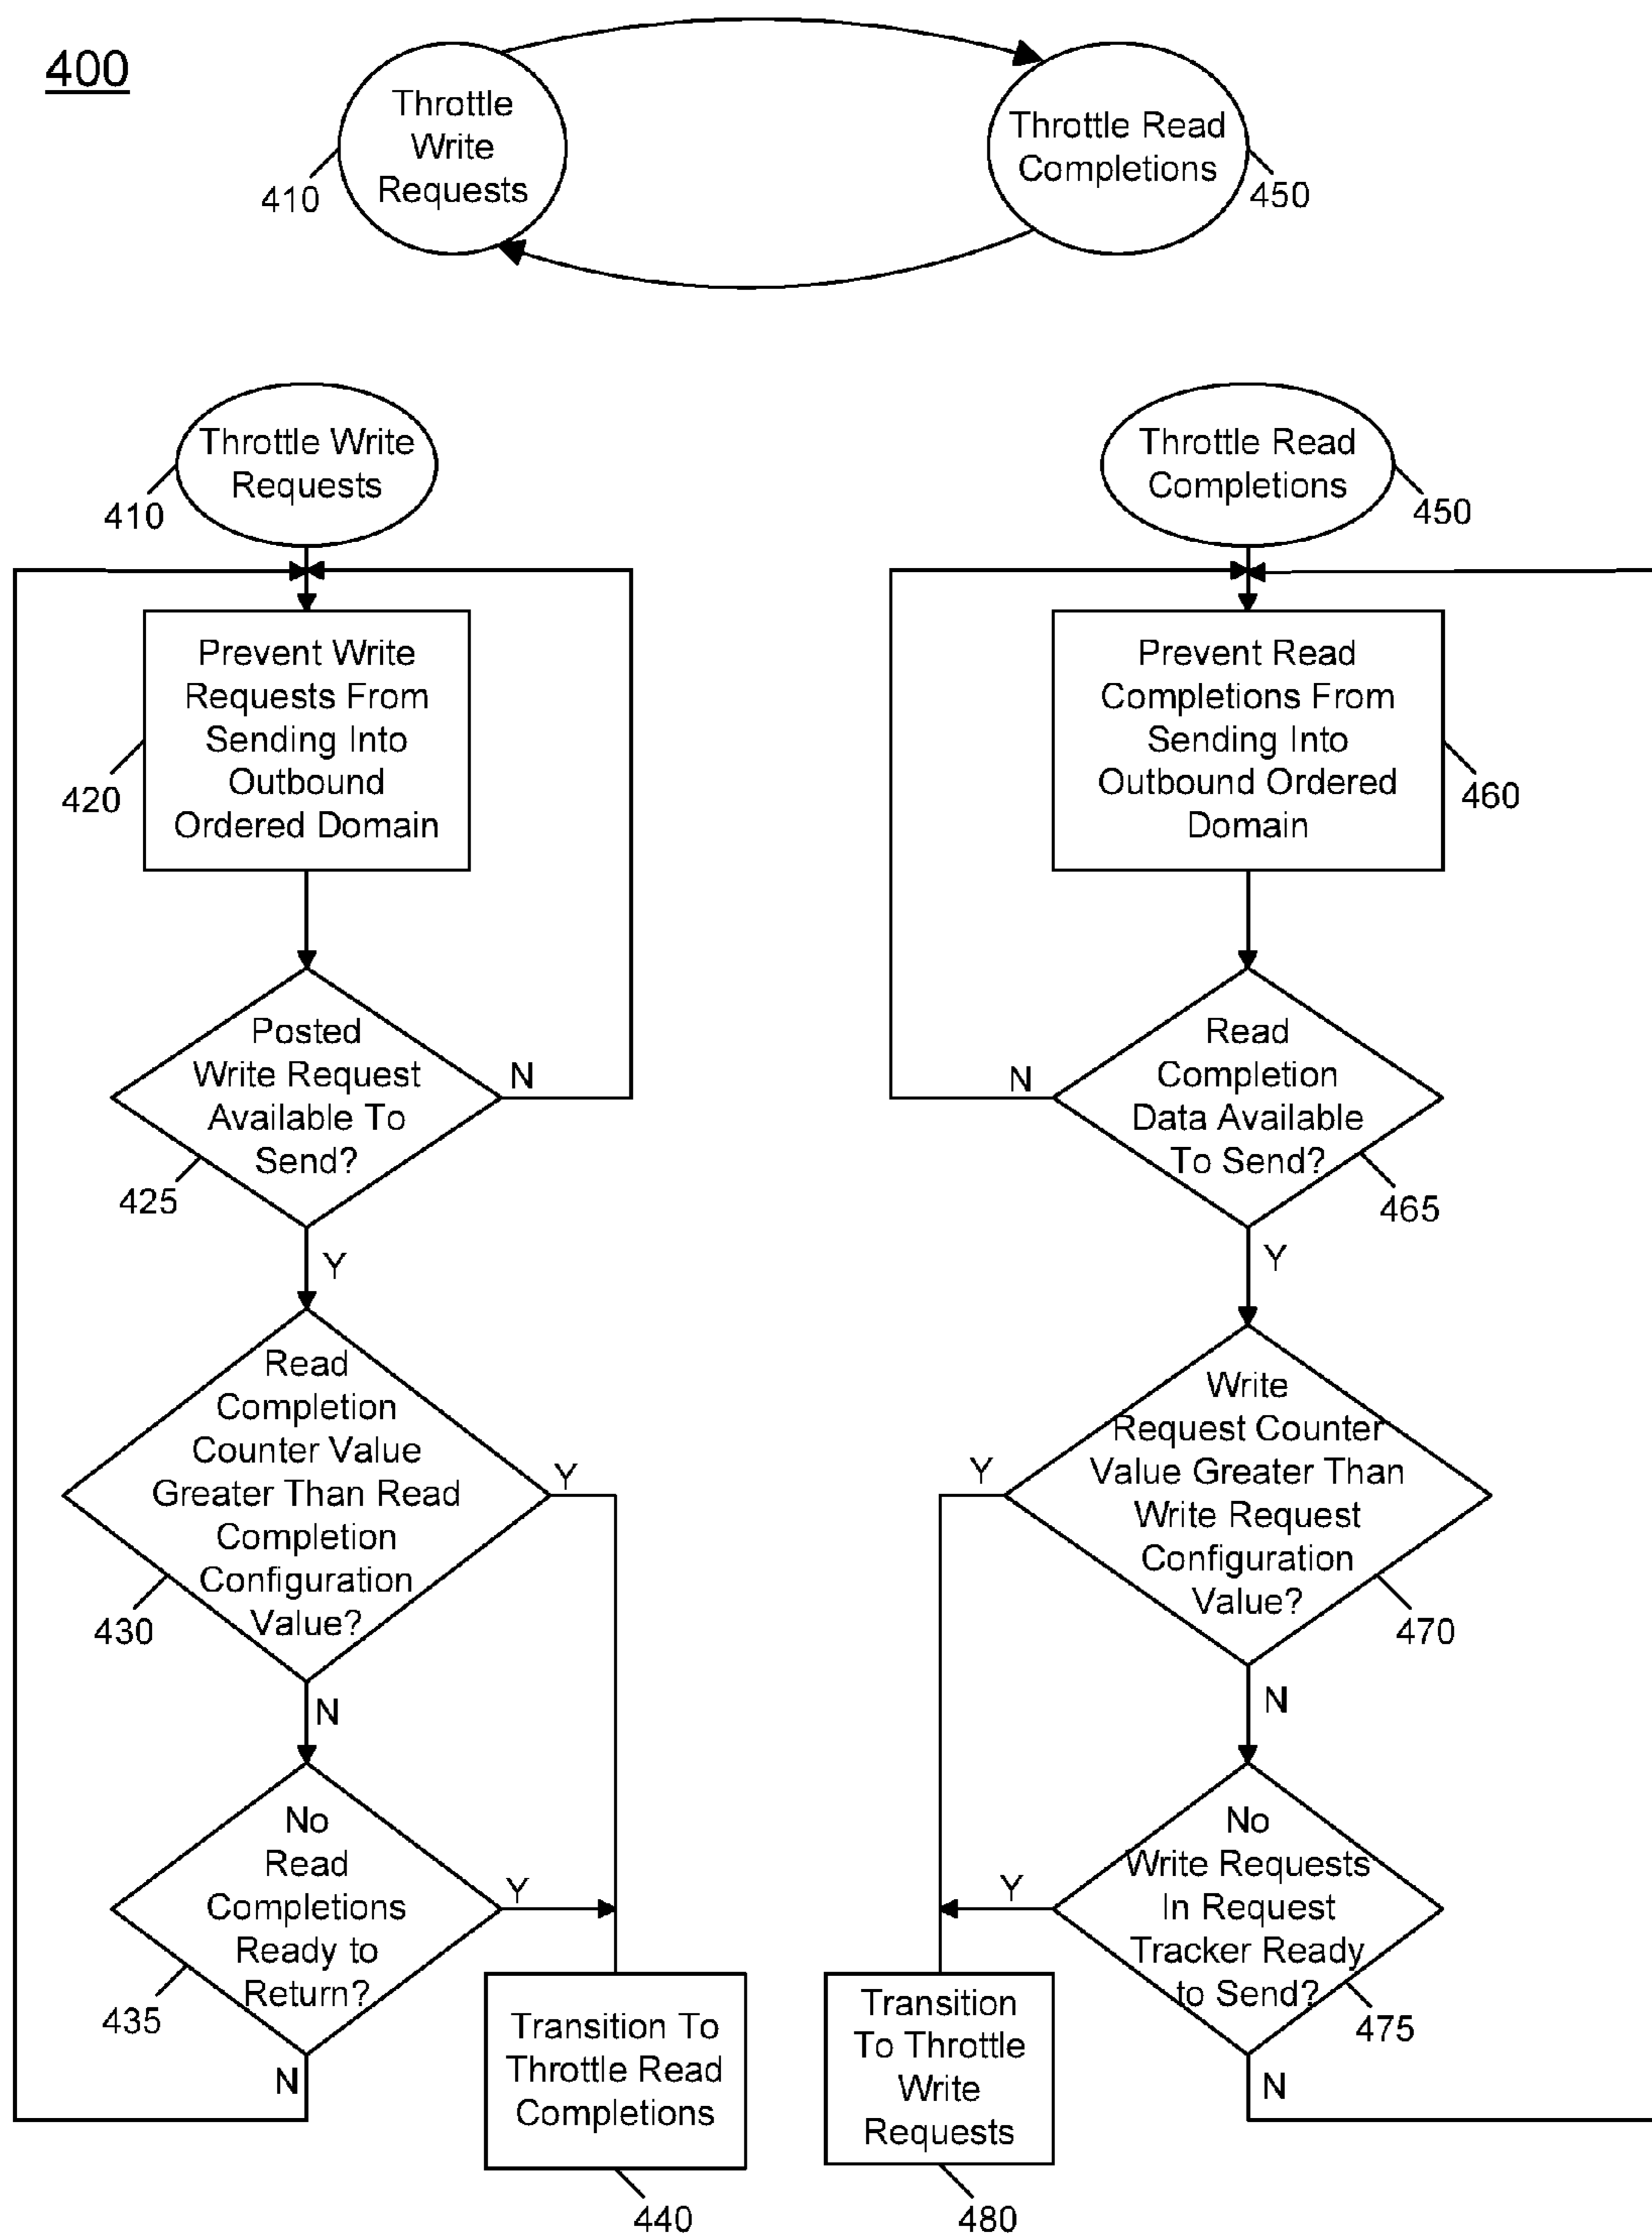 400
Throttle
Write
Requests
410
Throttle Read
Completions
450
Throttle Write
Requests
410
Prevent Write
Requests From
Sending Into
Outbound
Ordered Domain
420
Posted
Write Request
Available To
Send?
N
425
Y
Read
Completion
Counter Value
Greater Than Read
Completion
Configuration
Value?
Y
430
N
No
Read
Completions
Ready to
Return?
Y
435
N
Transition To
Throttle Read
Completions
440
Throttle Read
Completions
450
Prevent Read
Completions From
Sending Into
Outbound Ordered
Domain
460
Read
Completion
Data Available
To Send?
N
465
Y
Write
Request Counter
Value Greater Than
Write Request
Configuration
Value?
Y
470
N
No
Write Requests
In Request
Tracker Ready
to Send?
Y
475
N
Transition
To Throttle
Write
Requests
480